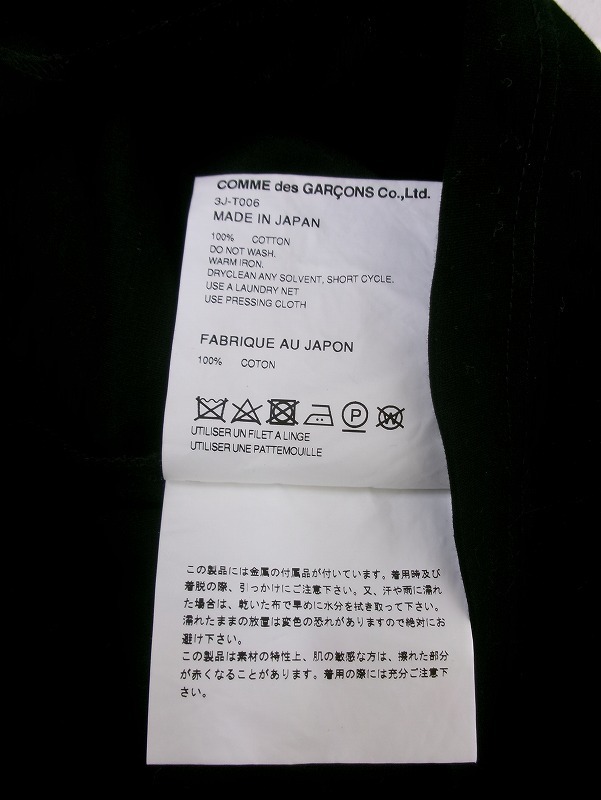 COMME des GARÇONS Co.,Ltd.
3J-T006
MADE IN JAPAN
100% COTTON
DO NOT WASH.
WARM IRON.
DRYCLEAN ANY SOLVENT, SHORT CYCLE.
USE A LAUNDRY NET
USE PRESSING CLOTH
FABRIQUE AU JAPON
100% COTON
P W
UTILISER UN FILET A LINGE
UTILISER UNE PATTEMOUILLE
この製品には金属の付属品が付いています。着用時及び
着脱の際、引っかけにご注意下さい。又、汗や雨に濡れ
た場合は、乾いた布で早めに水分を拭き取って下さい。
濡れたままの放置は変色の恐れがありますので絶対にお
避け下さい。
この製品は素材の特性上、肌の敏感な方は、擦れた部分
が赤くなることがあります。着用の際には充分ご注意下
さい。